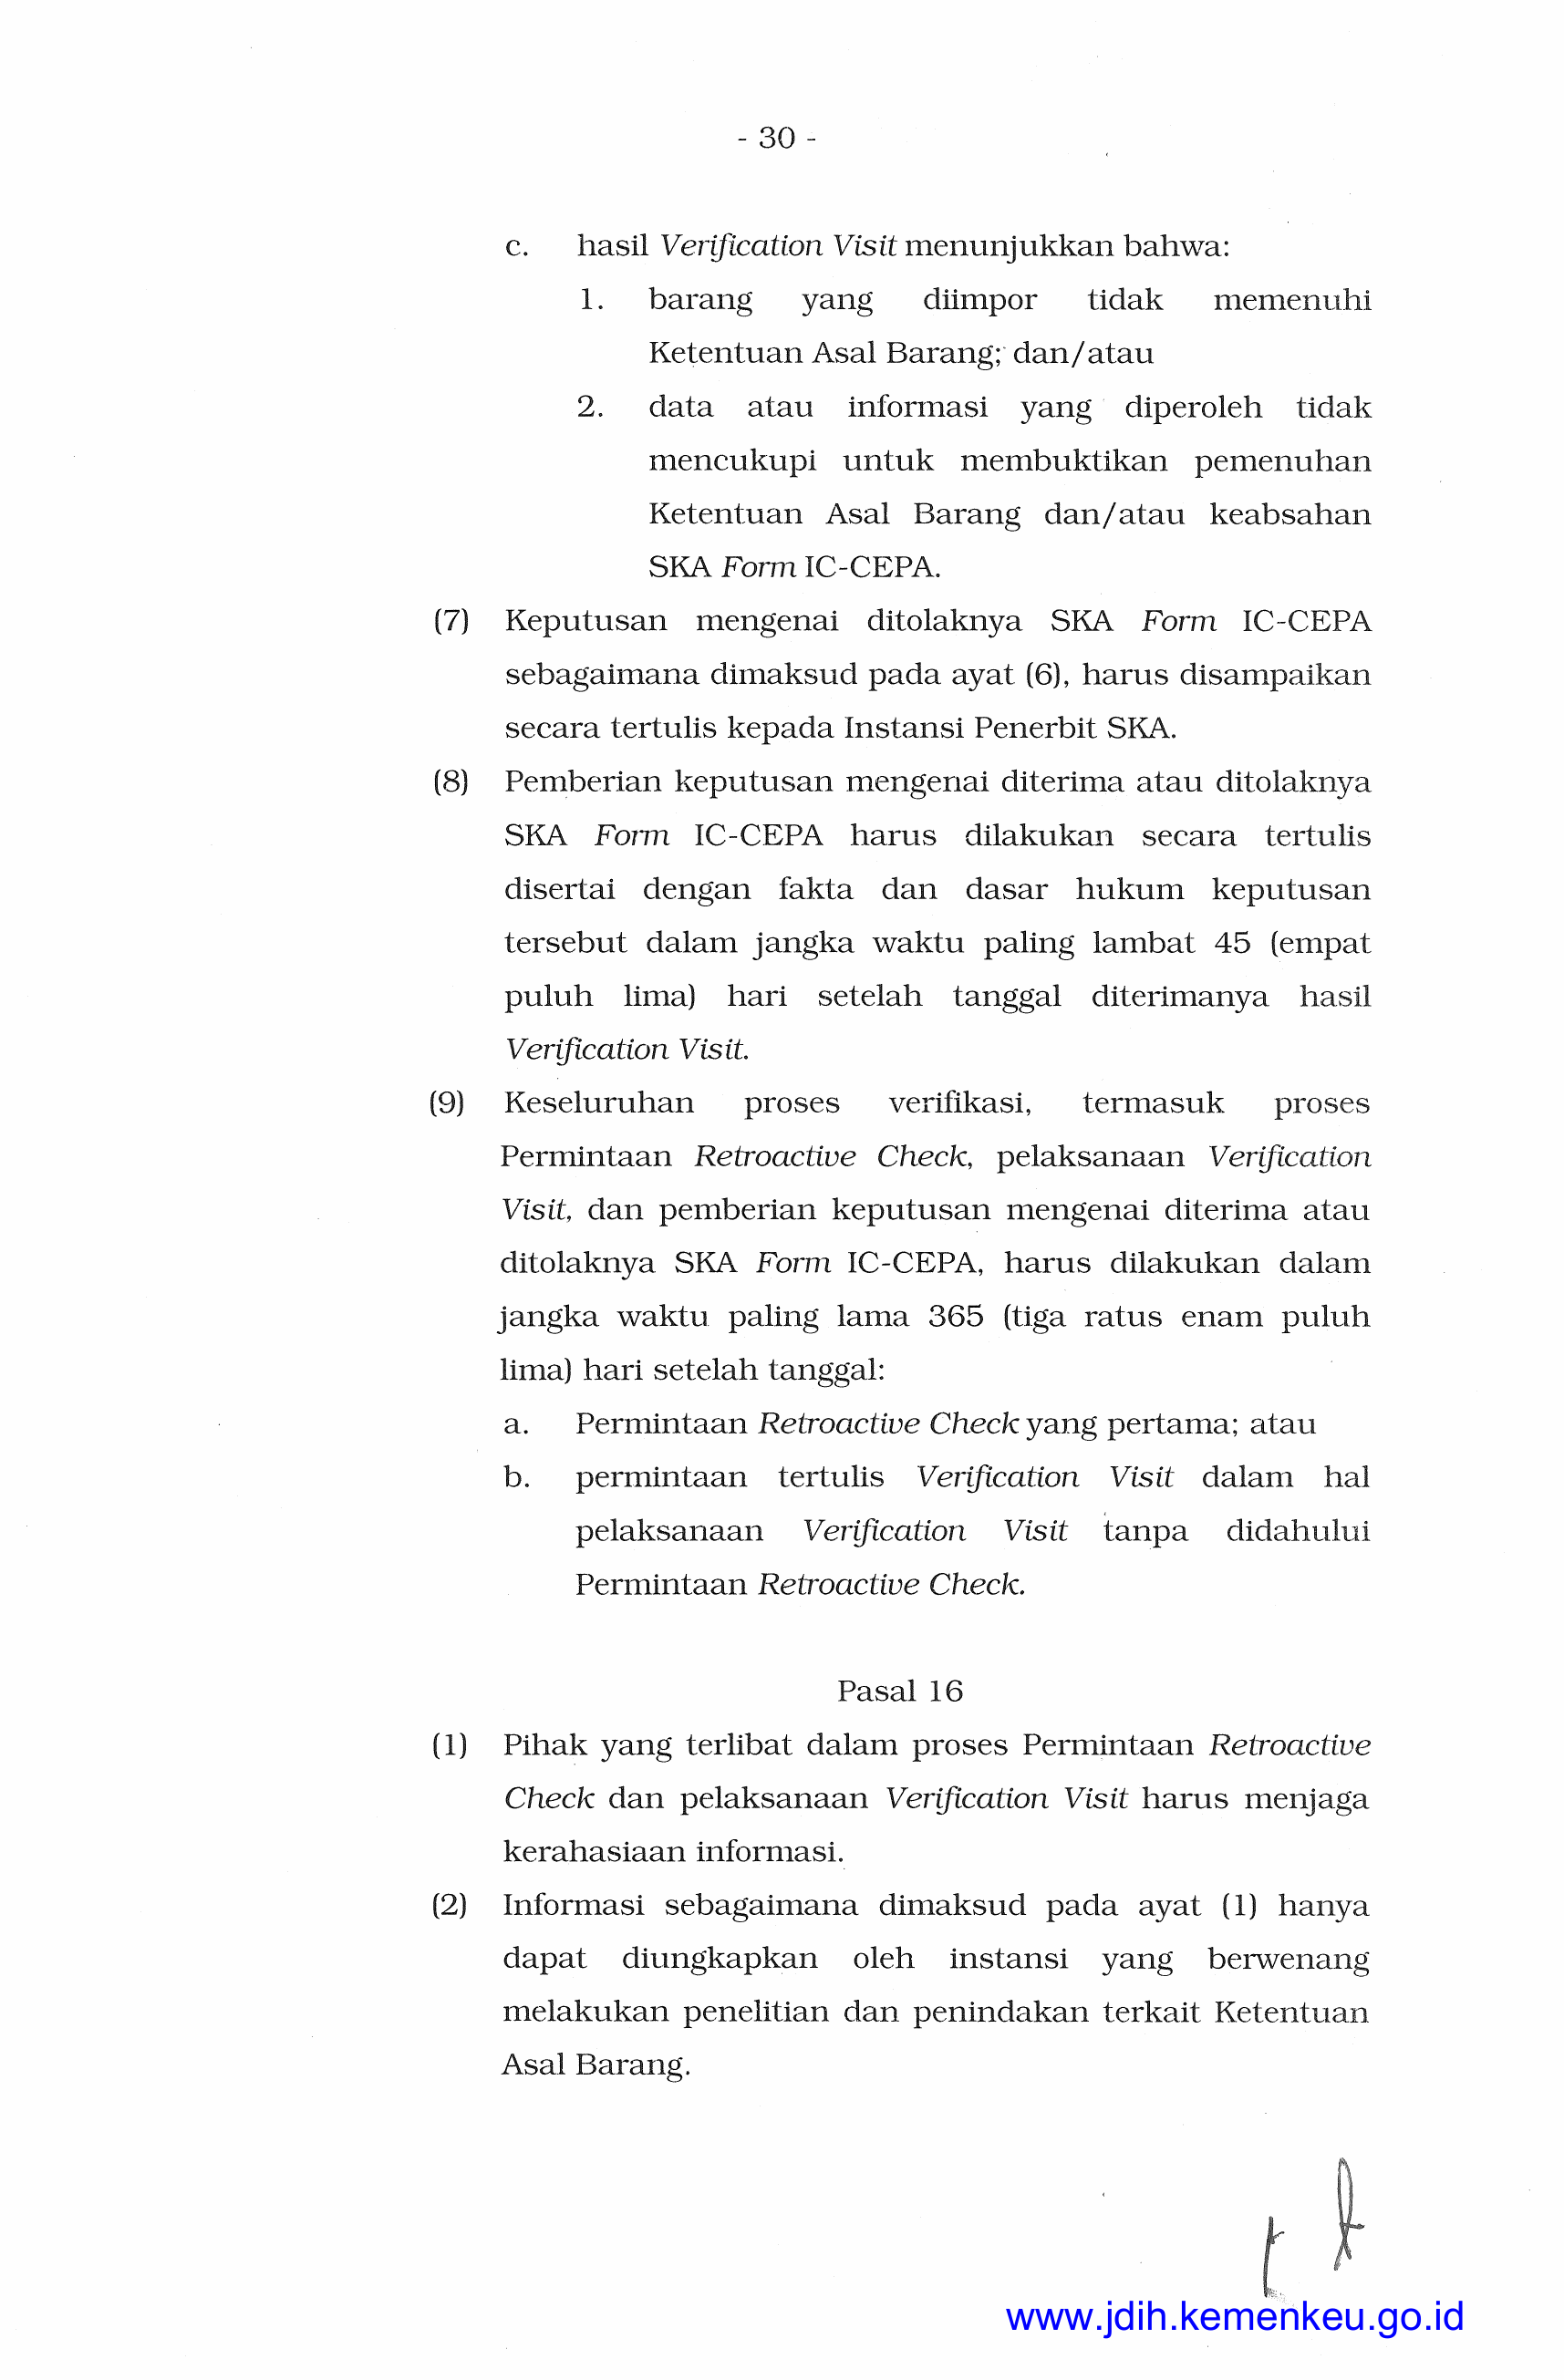 - 30 -
c. hasil Verification Visit menunjukkan bahwa:
1. barang yang diimpor tidak memenuhi
Ketentuan Asal Barang; dan/atau
2. data atau informasi yang diperoleh tidak
mencukupi untuk membuktikan pemenuhan
Ketentuan Asal Barang dan/atau keabsahan
SKA Form IC-CEPA.
(7) Keputusan mengenai ditolaknya SKA Form IC-CEPA
sebagaimana dimaksud pada ayat (6), harus disampaikan
secara tertulis kepada Instansi Penerbit SKA.
(8) Pemberian keputusan mengenai diterima atau ditolaknya
SKA Form IC-CEPA harus dilakukan secara tertulis
disertai dengan fakta dan dasar hukum keputusan
tersebut dalam jangka waktu paling lambat 45 (empat
puluh lima) hari setelah tanggal diterimanya hasil
Verification Visit.
(9) Keseluruhan proses verifikasi, termasuk proses
Permintaan Retroactive Check, pelaksanaan Verification
Visit, dan pemberian keputusan mengenai diterima atau
ditolaknya SKA Form IC-CEPA, harus dilakukan dalam
jangka waktu paling lama 365 (tiga ratus enam puluh
lima) hari setelah tanggal:
a. Permintaan Retroactive Check yang pertama; atau
b. permintaan tertulis Verification Visit dalam hal
pelaksanaan Verification Visit tanpa didahului
Permintaan Retroactive Check.
Pasal 16
(1) Pihak yang terlibat dalam proses Permintaan Retroactive
Check dan pelaksanaan Verification Visit harus menjaga
kerahasiaan informasi.
(2) Informasi sebagaimana dimaksud pada ayat (1) hanya
dapat diungkapkan oleh instansi yang berwenang
melakukan penelitian dan penindakan terkait Ketentuan
Asal Barang.
www.jdih.kemenkeu.go.id